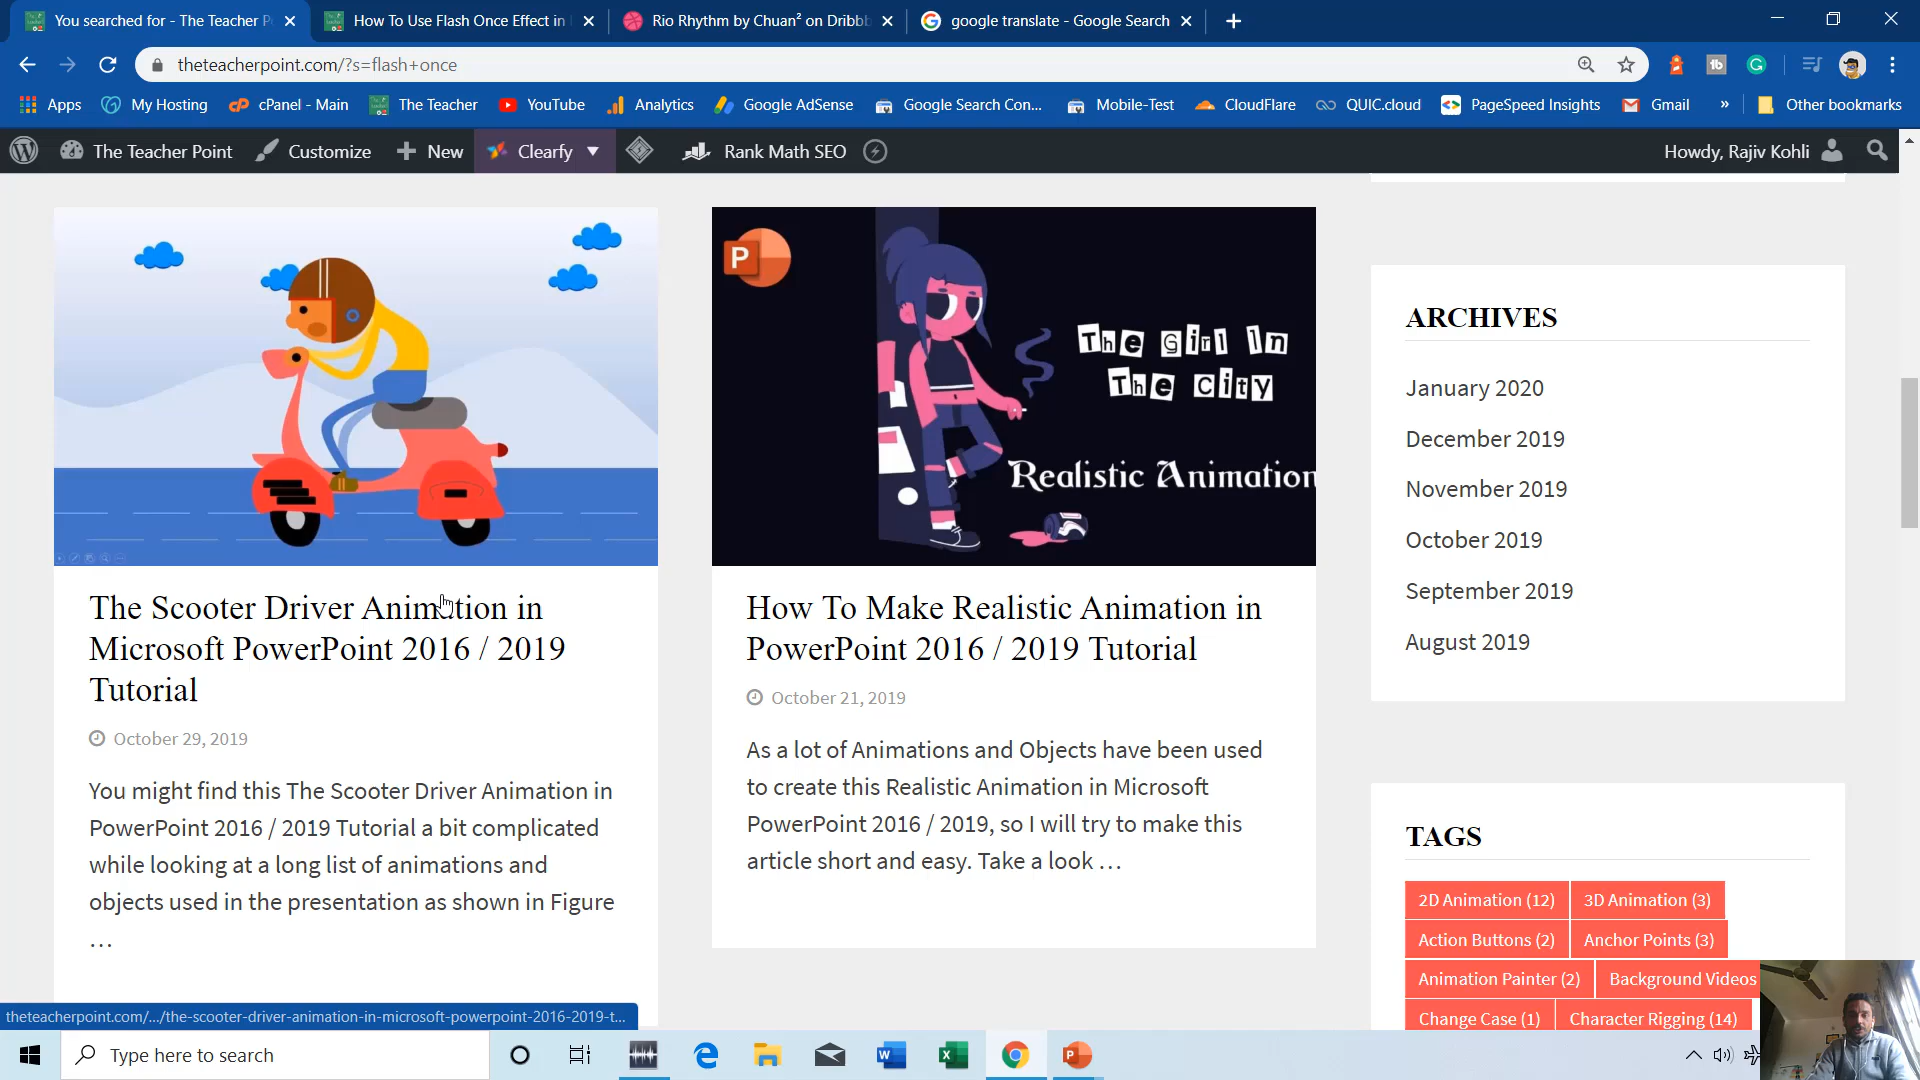 You searched for - The Teacher P
How To Use Flash Once Effect in
Rio Rhythm by Chuan² on Dribbb
google translate - Google Search
theteacherpoint.com/?s=flash+once
Apps
My Hosting
cPanel - Main
The Teacher
YouTube
Analytics
Google AdSense
Google Search Con...
Mobile-Test
CloudFlare
QUIC.cloud
PageSpeed Insights
Gmail
»
Other bookmarks
The Teacher Point
Customize
New
Clearfy
Rank Math SEO
Howdy, Rajiv Kohli
P
The Girl In
The City
Realistic Animation
The Scooter Driver Animation in
Microsoft PowerPoint 2016 / 2019
Tutorial
October 29, 2019
You might find this The Scooter Driver Animation in
PowerPoint 2016 / 2019 Tutorial a bit complicated
while looking at a long list of animations and
objects used in the presentation as shown in Figure
…
How To Make Realistic Animation in
PowerPoint 2016 / 2019 Tutorial
October 21, 2019
As a lot of Animations and Objects have been used
to create this Realistic Animation in Microsoft
PowerPoint 2016 / 2019, so I will try to make this
article short and easy. Take a look …
ARCHIVES
January 2020
December 2019
November 2019
October 2019
September 2019
August 2019
TAGS
2D Animation (12)
3D Animation (3)
Action Buttons (2)
Anchor Points (3)
Animation Painter (2)
Background Videos
Change Case (1)
Character Rigging (14)
theteacherpoint.com/.../the-scooter-driver-animation-in-microsoft-powerpoint-2016-2019-t...
Type here to search